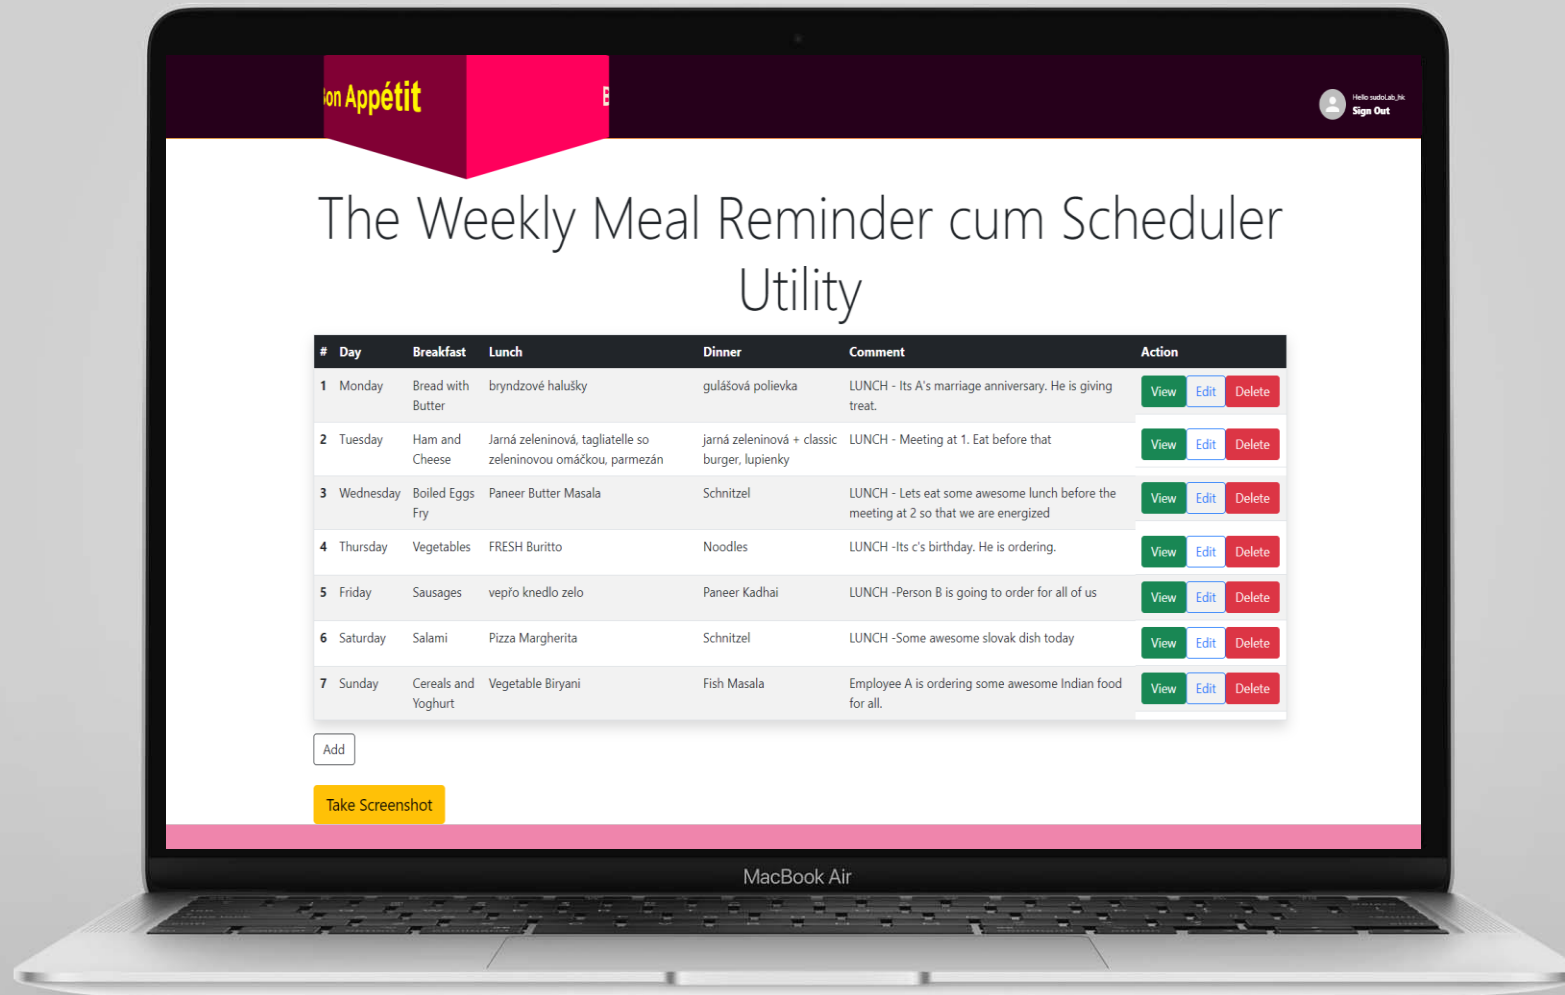 on Appétit
Hello sudoLab_hk
Sign Out
The Weekly Meal Reminder cum Scheduler
Utility
# Day Breakfast Lunch Dinner Comment Action
1 Monday Bread with Butter bryndzové halušky gulášová polievka LUNCH - Its A's marriage anniversary. He is giving treat. View Edit Delete
2 Tuesday Ham and Cheese Jarná zeleninová, tagliatelle so zeleninovou omáčkou, parmezán jarná zeleninová + classic burger, lupienky LUNCH - Meeting at 1. Eat before that View Edit Delete
3 Wednesday Boiled Eggs Fry Paneer Butter Masala Schnitzel LUNCH - Lets eat some awesome lunch before the meeting at 2 so that we are energized View Edit Delete
4 Thursday Vegetables FRESH Buritto Noodles LUNCH -Its c's birthday. He is ordering. View Edit Delete
5 Friday Sausages vepřo knedlo zelo Paneer Kadhai LUNCH -Person B is going to order for all of us View Edit Delete
6 Saturday Salami Pizza Margherita Schnitzel LUNCH -Some awesome slovak dish today View Edit Delete
7 Sunday Cereals and Yoghurt Vegetable Biryani Fish Masala Employee A is ordering some awesome Indian food for all. View Edit Delete
Add
Take Screenshot
MacBook Air